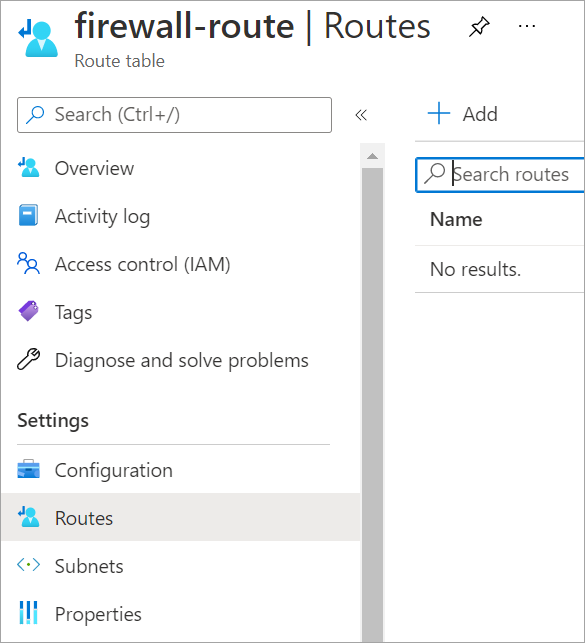 firewall-route | Routes
Route table
Search (Ctrl+/)
Overview
Activity log
Access control (IAM)
Tags
Diagnose and solve problems
Settings
Configuration
Routes
Subnets
Properties
Add
Search routes
Name
No results.